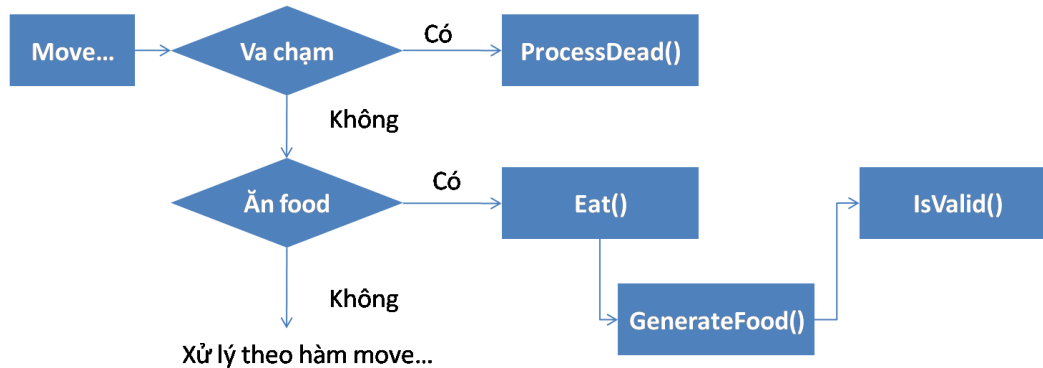 Move...
Va chạm
Có
ProcessDead()
Không
Ăn food
Có
Eat()
IsValid()
Không
GenerateFood()
Xử lý theo hàm move...